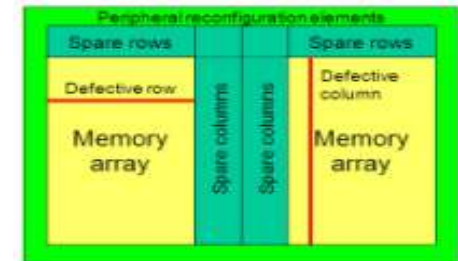 Peripheral reconfiguration elements
Spare rows
Spare rows
Defective row
Memory
array
Spare columns
Spare columns
Defective
column
Memory
array